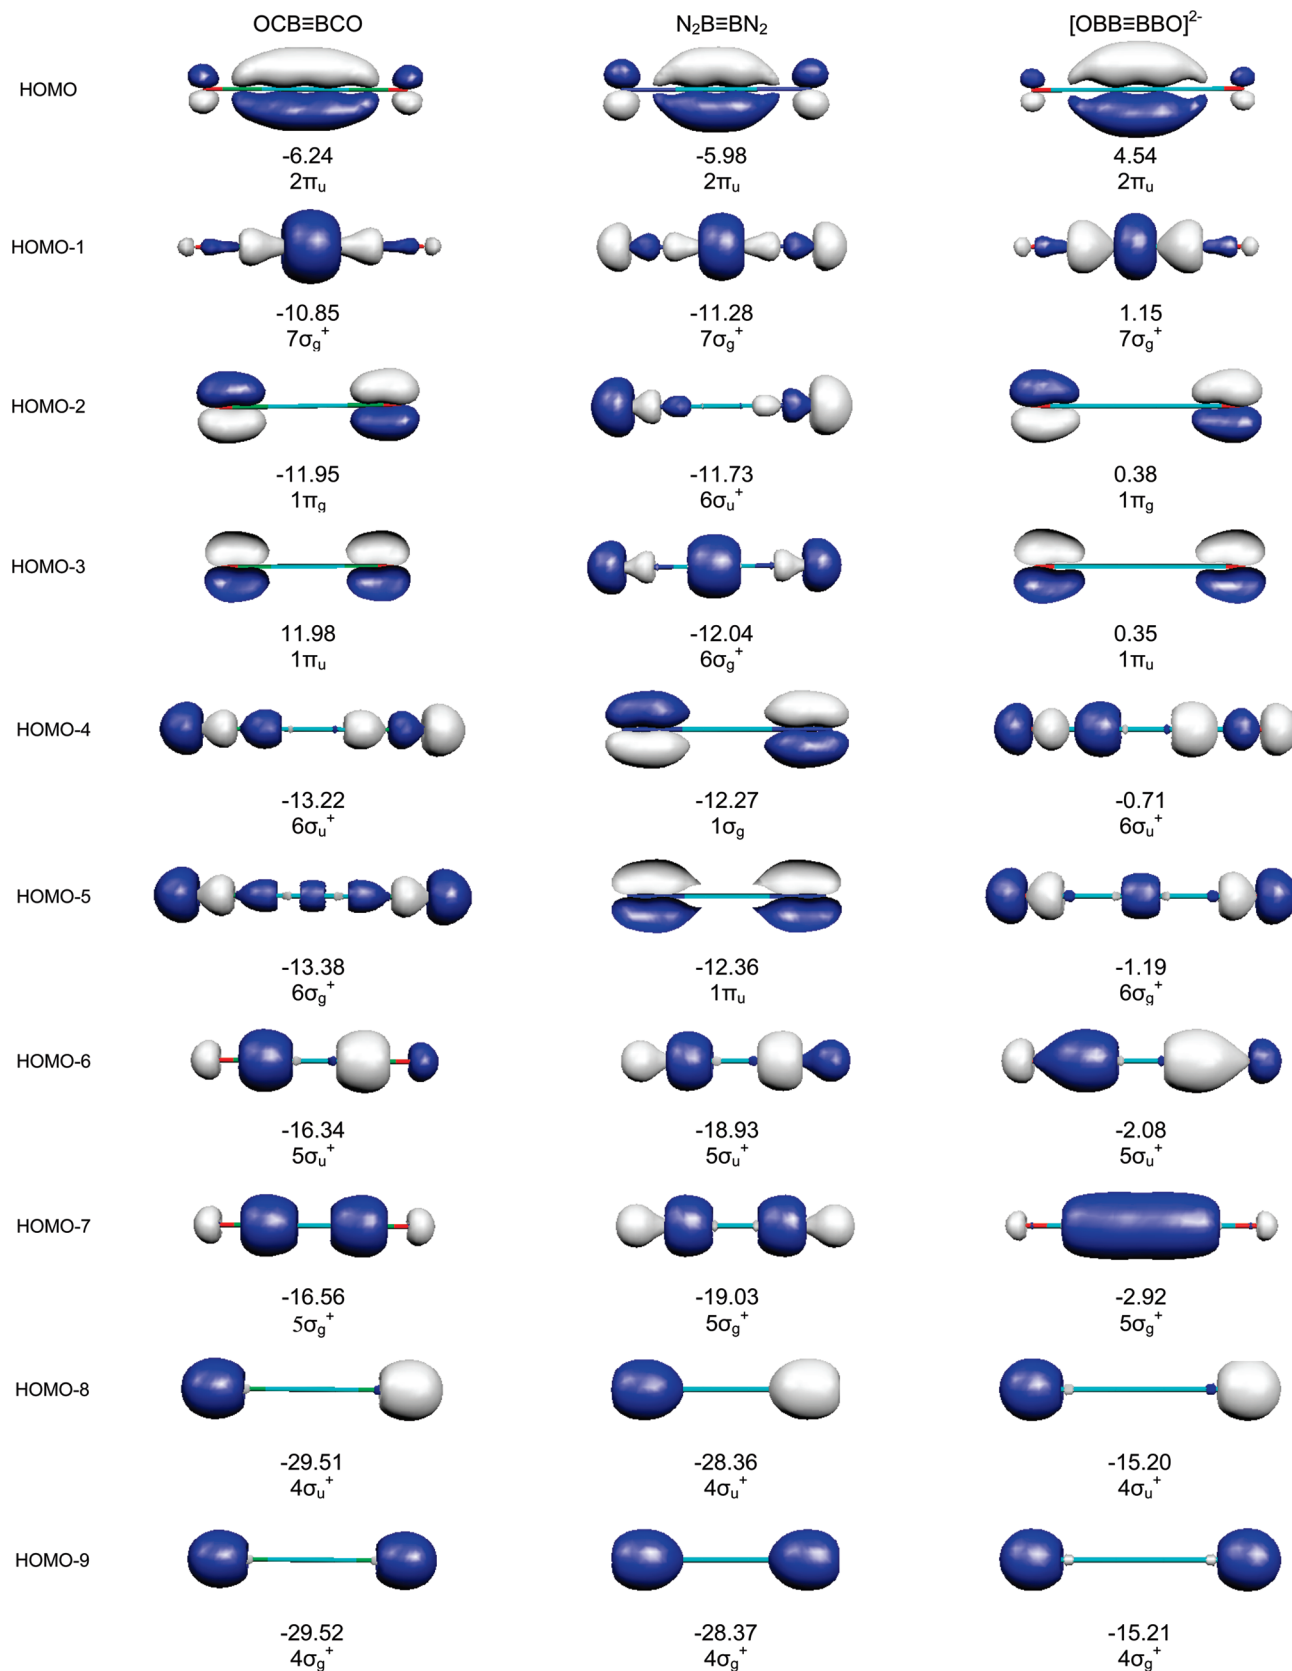 OCB≡BCO N₂B≡BN₂ [OBB≡BBO]²⁻
HOMO
-6.24 -5.98 4.54
2πᵤ 2πᵤ 2πᵤ
HOMO-1
-10.85 -11.28 1.15
7σg⁺ 7σg⁺ 7σg⁺
HOMO-2
-11.95 -11.73 0.38
1πg 6σᵤ⁺ 1πg
HOMO-3
11.98 -12.04 0.35
1πᵤ 6σg⁺ 1πᵤ
HOMO-4
-13.22 -12.27 -0.71
6σᵤ⁺ 1σg 6σᵤ⁺
HOMO-5
-13.38 -12.36 -1.19
6σg⁺ 1πᵤ 6σg⁺
HOMO-6
-16.34 -18.93 -2.08
5σᵤ⁺ 5σᵤ⁺ 5σᵤ⁺
HOMO-7
-16.56 -19.03 -2.92
5σg⁺ 5σg⁺ 5σg⁺
HOMO-8
-29.51 -28.36 -15.20
4σᵤ⁺ 4σᵤ⁺ 4σᵤ⁺
HOMO-9
-29.52 -28.37 -15.21
4σg⁺ 4σg⁺ 4σg⁺